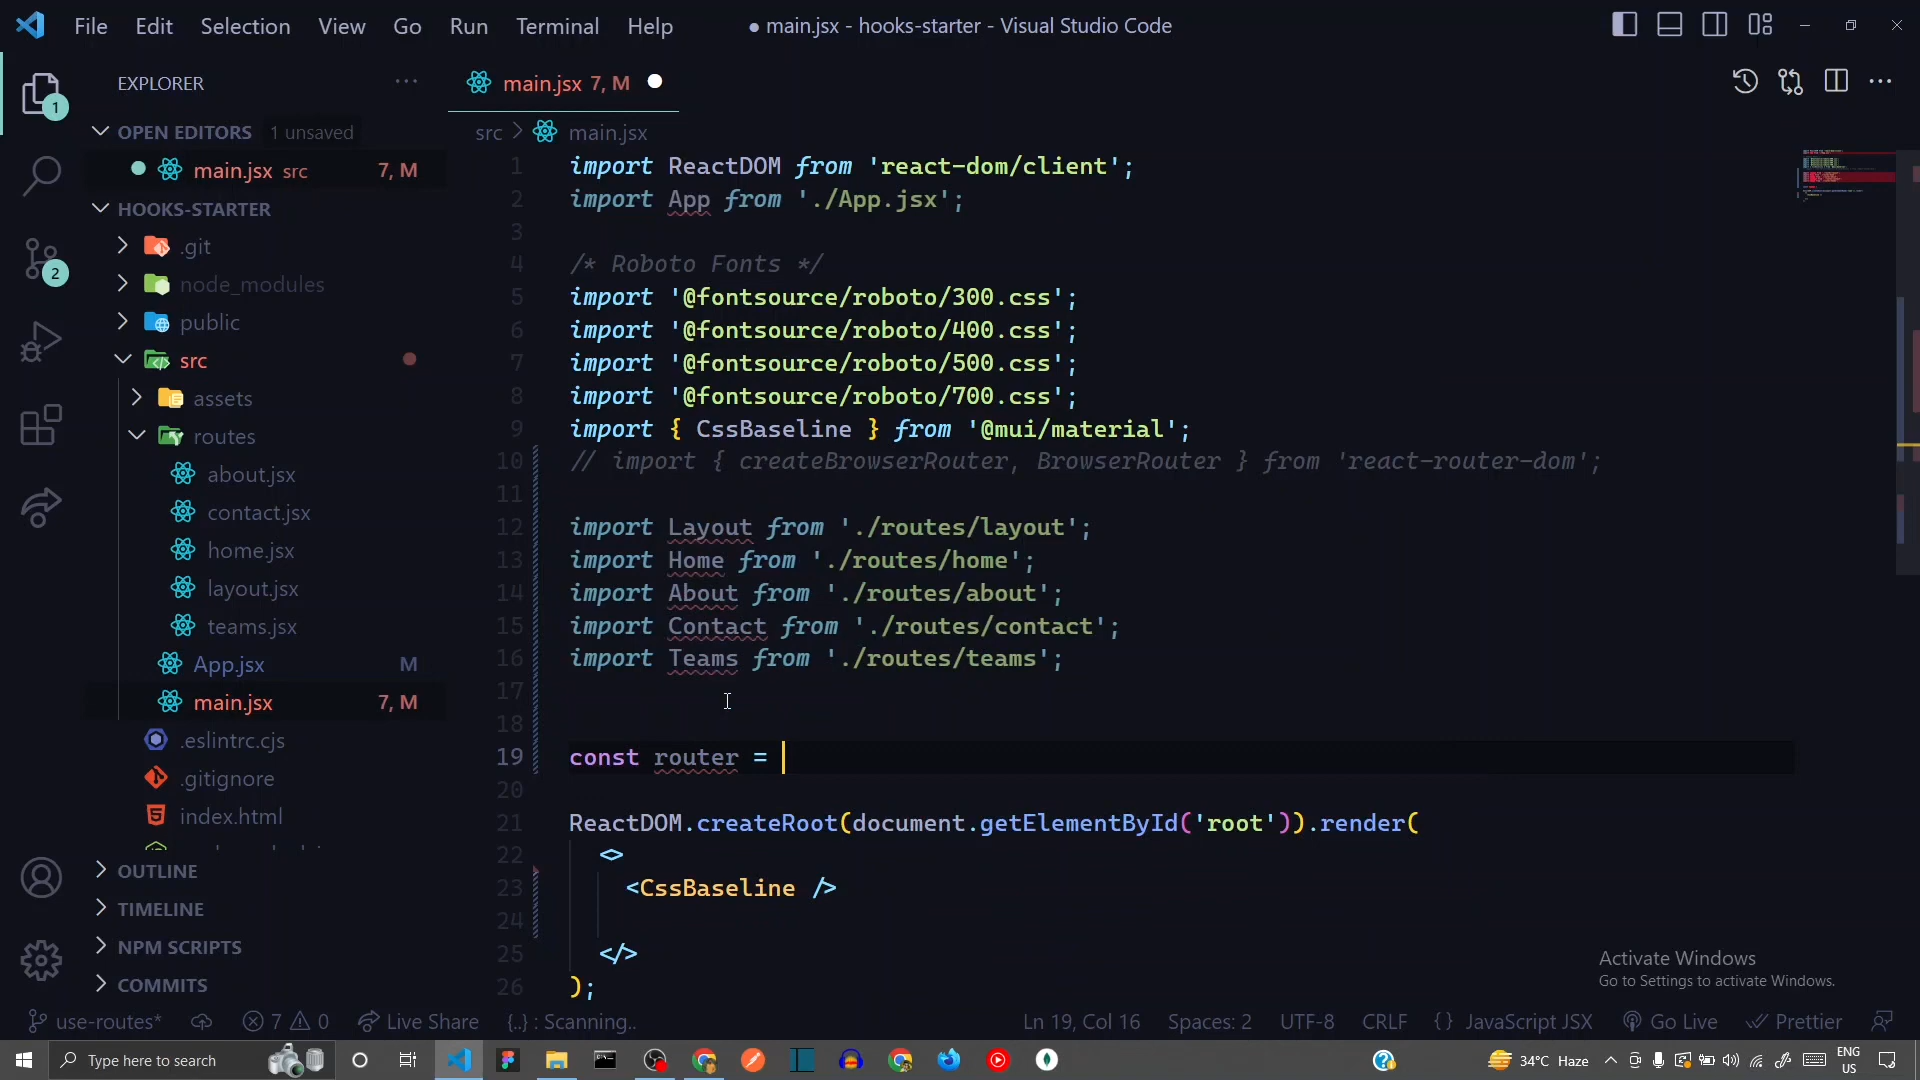 File Edit Selection View Go Run Terminal Help
● main.jsx - hooks-starter - Visual Studio Code
EXPLORER
OPEN EDITORS 1 unsaved
main.jsx src 7, M
HOOKS-STARTER
.git
node_modules
public
src
assets
routes
about.jsx
contact.jsx
home.jsx
layout.jsx
teams.jsx
App.jsx M
main.jsx 7, M
.eslintrc.cjs
.gitignore
index.html
OUTLINE
TIMELINE
NPM SCRIPTS
COMMITS
1
2
main.jsx 7, M
src > main.jsx
1 import ReactDOM from 'react-dom/client';
2 import App from './App.jsx';
3
4 /* Roboto Fonts */
5 import '@fontsource/roboto/300.css';
6 import '@fontsource/roboto/400.css';
7 import '@fontsource/roboto/500.css';
8 import '@fontsource/roboto/700.css';
9 import { CssBaseline } from '@mui/material';
10 // import { createBrowserRouter, BrowserRouter } from 'react-router-dom';
11
12 import Layout from './routes/layout';
13 import Home from './routes/home';
14 import About from './routes/about';
15 import Contact from './routes/contact';
16 import Teams from './routes/teams';
17
18
19 const router =
20
21 ReactDOM.createRoot(document.getElementById('root')).render(
22 <>
23 <CssBaseline />
24
25 </>
26 );
Activate Windows
Go to Settings to activate Windows.
use-routes* 7 0 Live Share {..} : Scanning.. Ln 19, Col 16 Spaces: 2 UTF-8 CRLF {} JavaScript JSX Go Live Prettier
Type here to search
34°C Haze
ENG
US